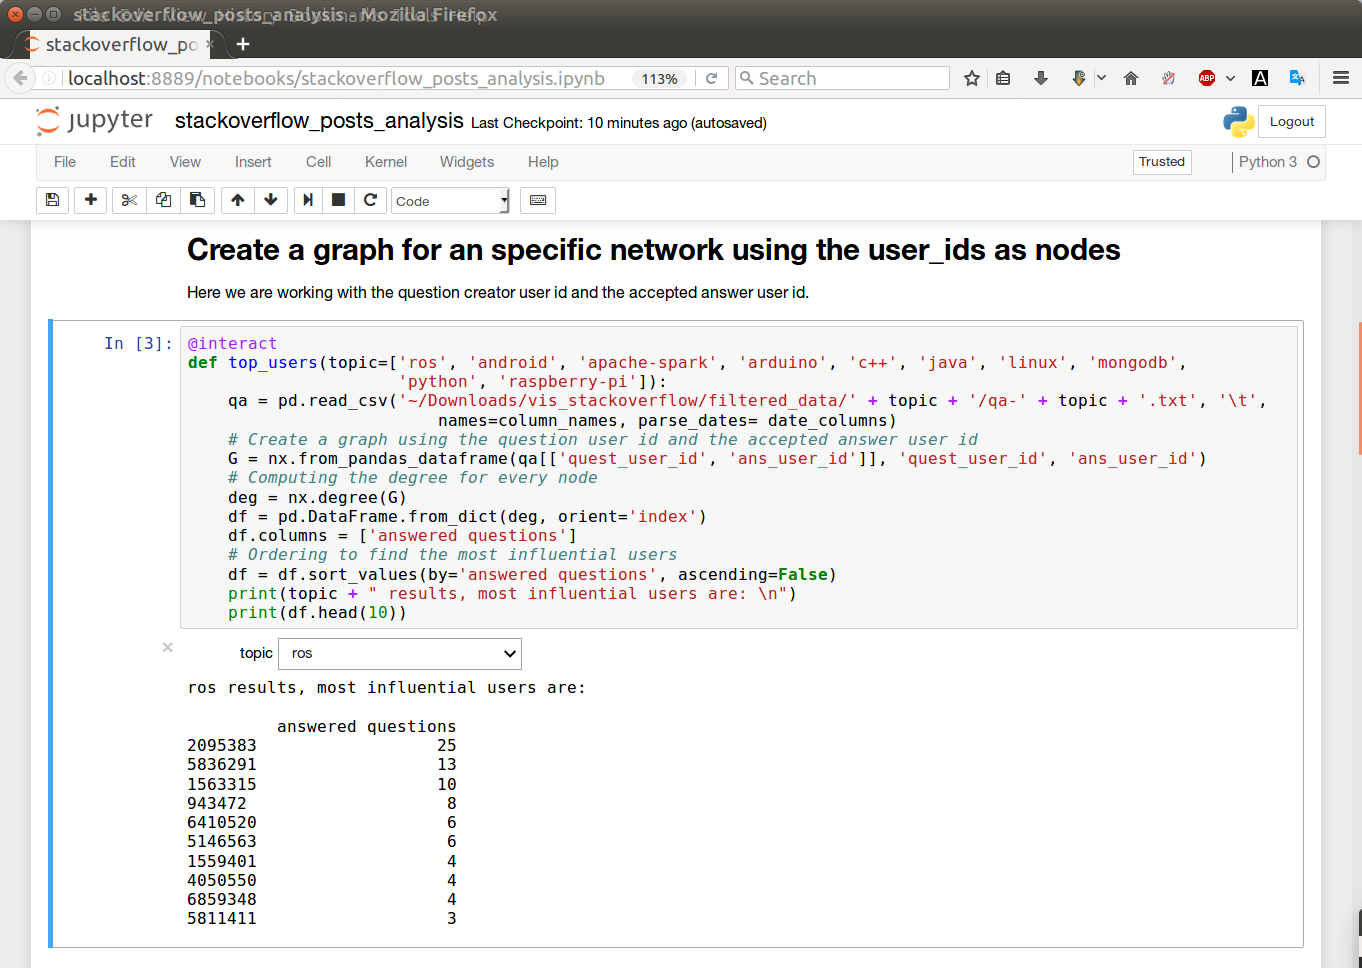 stackoverflow_posts_analysis - Mozilla Firefox
stackoverflow_po
localhost:8889/notebooks/stackoverflow_posts_analysis.ipynb 113% Search
ABP A
jupyter stackoverflow_posts_analysis Last Checkpoint: 10 minutes ago (autosaved) Logout
File Edit View Insert Cell Kernel Widgets Help Trusted Python 3
Code
Create a graph for an specific network using the user_ids as nodes
Here we are working with the question creator user id and the accepted answer user id.
In [3]: @interact
def top_users(topic=['ros', 'android', 'apache-spark', 'arduino', 'c++', 'java', 'linux', 'mongodb',
'python', 'raspberry-pi']):
qa = pd.read_csv('~/Downloads/vis_stackoverflow/filtered_data/' + topic + '/qa-' + topic + '.txt', '\t',
names=column_names, parse_dates= date_columns)
# Create a graph using the question user id and the accepted answer user id
G = nx.from_pandas_dataframe(qa[['quest_user_id', 'ans_user_id']], 'quest_user_id', 'ans_user_id')
# Computing the degree for every node
deg = nx.degree(G)
df = pd.DataFrame.from_dict(deg, orient='index')
df.columns = ['answered questions']
# Ordering to find the most influential users
df = df.sort_values(by='answered questions', ascending=False)
print(topic + " results, most influential users are: \n")
print(df.head(10))
topic ros
ros results, most influential users are:
answered questions
2095383 25
5836291 13
1563315 10
943472 8
6410520 6
5146563 6
1559401 4
4050550 4
6859348 4
5811411 3